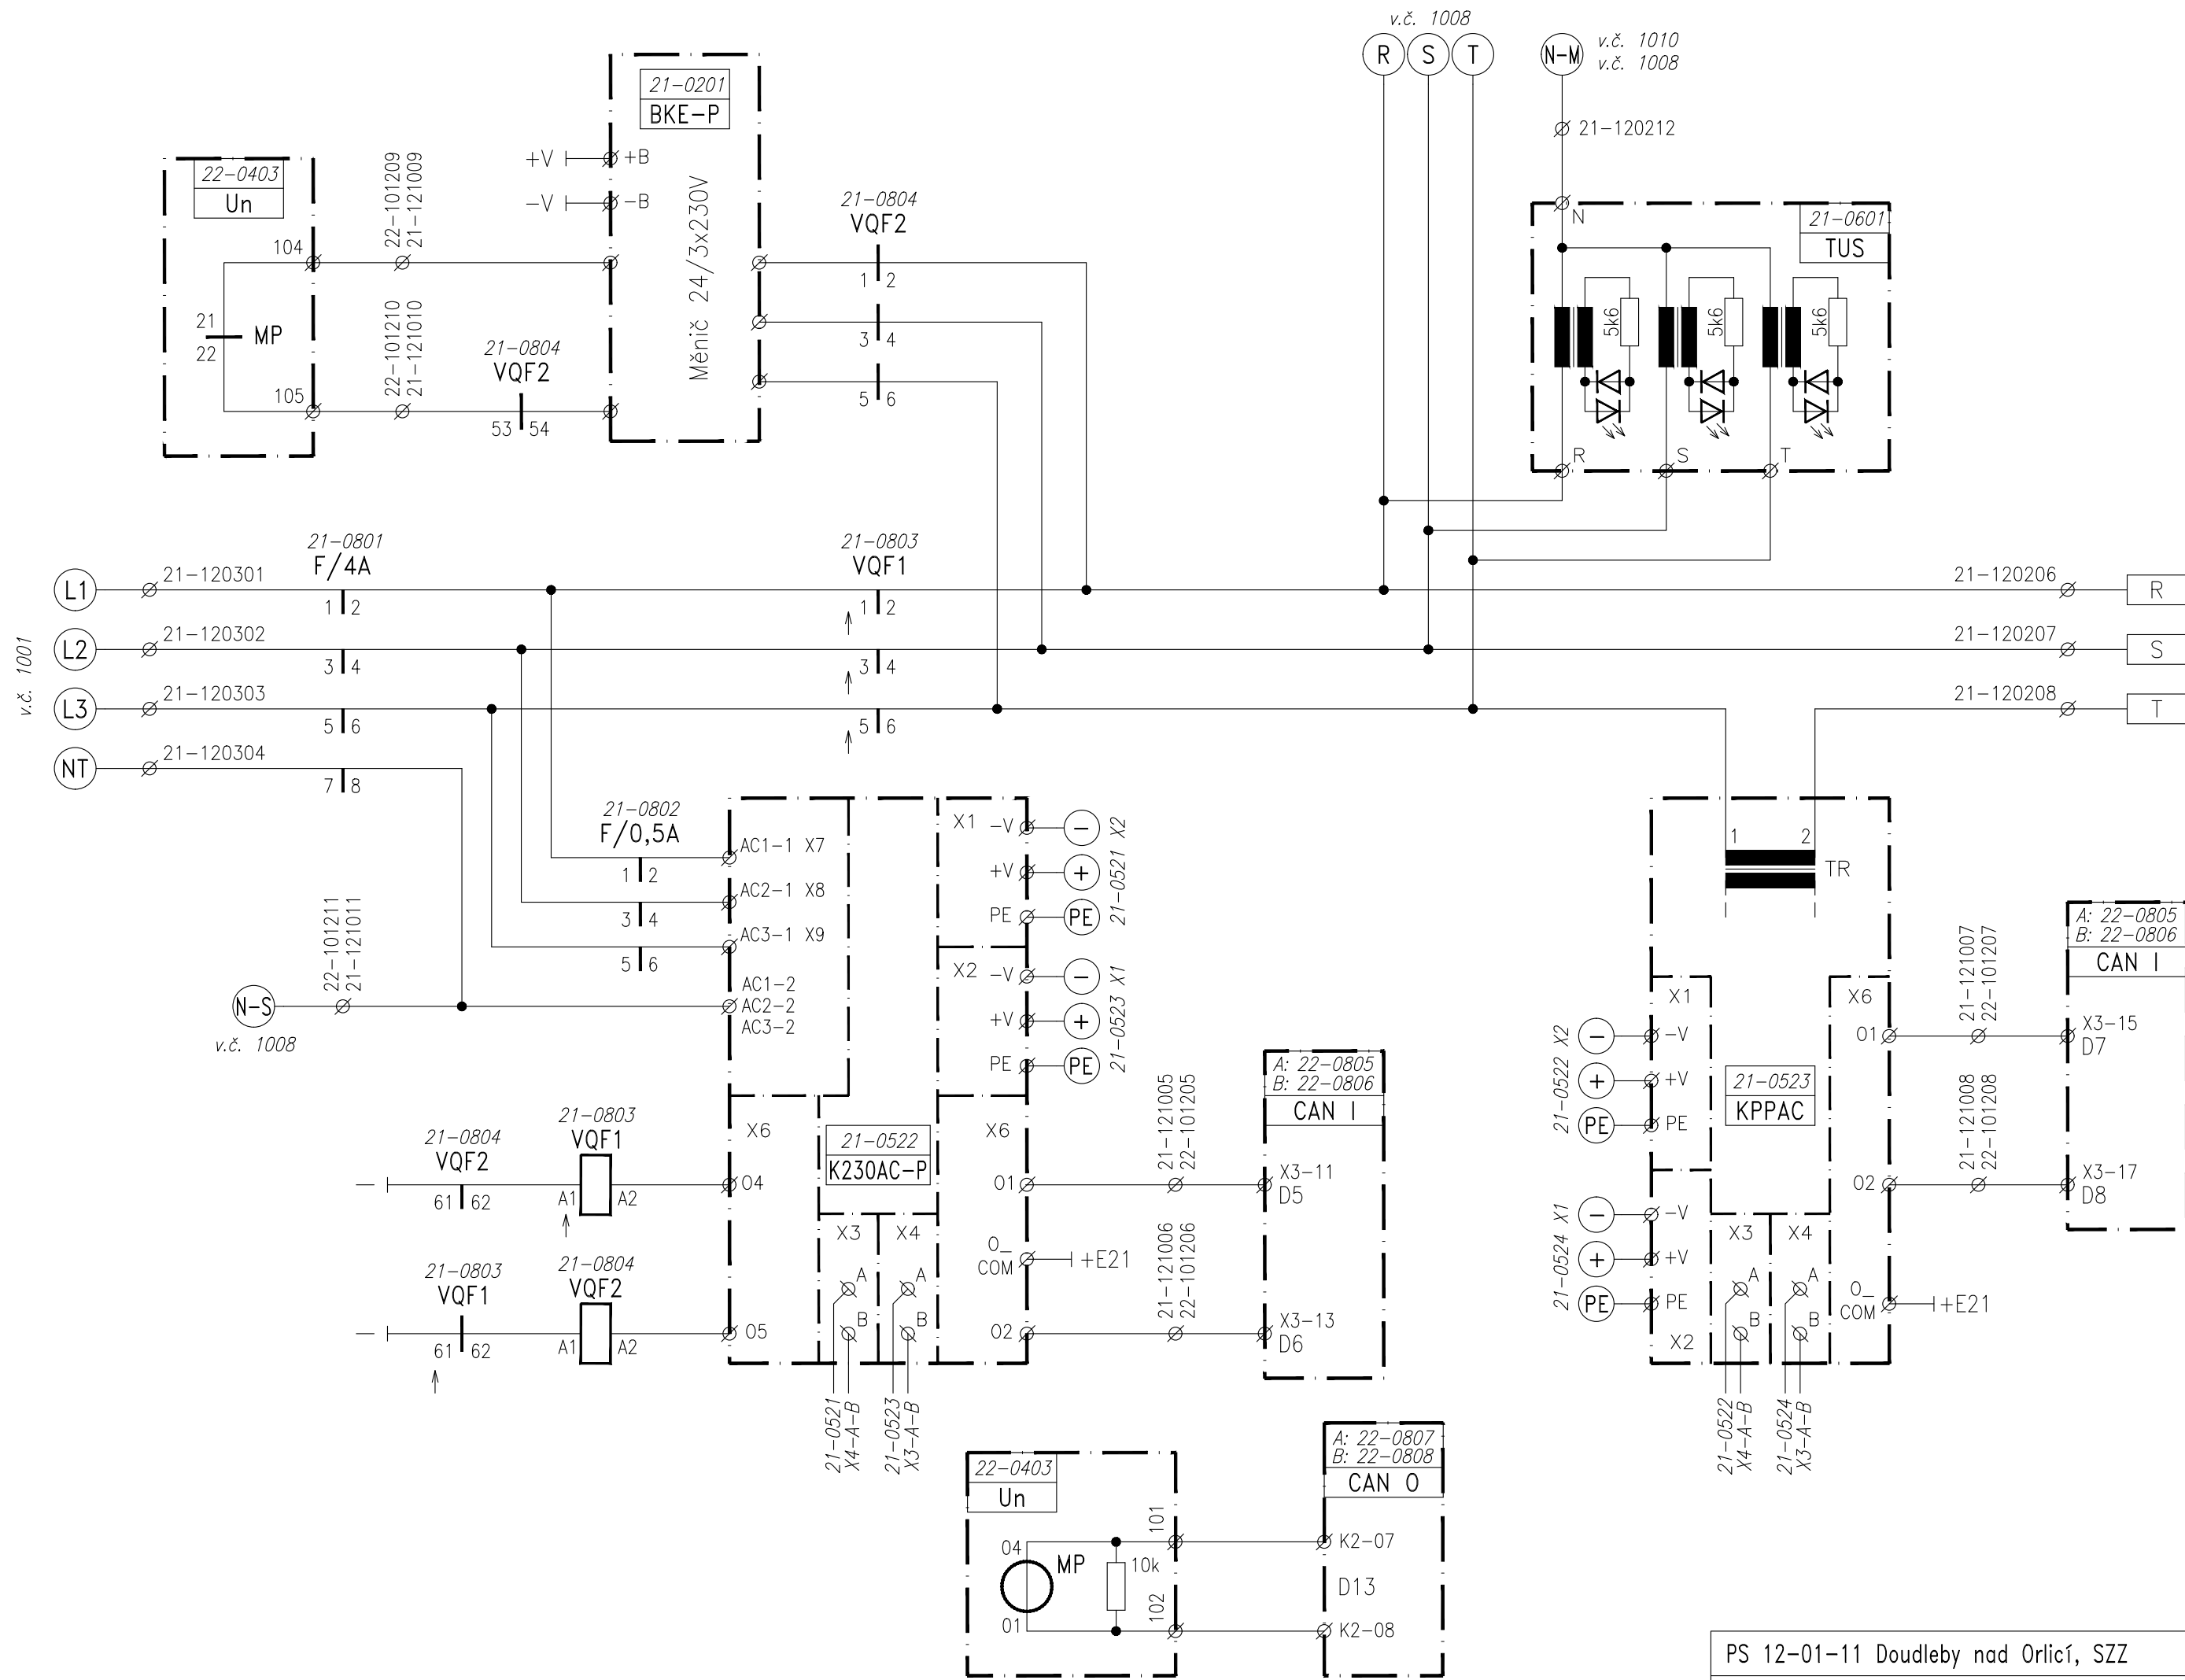 v.č. 1008
R
S
T
N-M
v.č. 1010
v.č. 1008
21-120212
21-0201
BKE-P
+V
+B
-V
-B
Měnič 24/3x230V
22-0403
Un
104
21
22
MP
105
22-101209
21-121009
22-101210
21-121010
21-0804
VQF2
53
54
21-0804
VQF2
1
2
3
4
5
6
N
21-0601
TUS
5k6
5k6
5k6
R
S
T
v.č. 1001
L1
21-120301
L2
21-120302
L3
21-120303
NT
21-120304
21-0801
F/4A
1
2
3
4
5
6
7
8
21-0803
VQF1
1
2
3
4
5
6
21-120206
R
21-120207
S
21-120208
T
21-0802
F/0,5A
1
2
3
4
5
6
N-S
v.č. 1008
22-101211
21-121011
AC1-1 X7
AC2-1 X8
AC3-1 X9
AC1-2
AC2-2
AC3-2
X1
-V
+V
PE
−
+
PE
21-0521 X2
X2
-V
+V
PE
−
+
PE
21-0523 X1
21-0522
K230AC-P
X6
O4
O5
X3
X4
A
B
A
B
X6
O1
O_
COM
+E21
O2
21-0521
X4-A-B
21-0523
X3-A-B
21-0804
VQF2
61
62
21-0803
VQF1
A1
A2
21-0803
VQF1
61
62
21-0804
VQF2
A1
A2
21-121005
22-101205
21-121006
22-101206
A: 22-0805
B: 22-0806
CAN I
X3-11
D5
X3-13
D6
1
2
TR
X1
-V
+V
PE
−
+
PE
21-0522 X2
-V
+V
PE
X2
−
+
PE
21-0524 X1
21-0523
KPPAC
X3
X4
A
B
A
B
X6
O1
O2
O_
COM
+E21
21-0522
X4-A-B
21-0524
X3-A-B
21-121007
22-101207
21-121008
22-101208
A: 22-0805
B: 22-0806
CAN I
X3-15
D7
X3-17
D8
22-0403
Un
04
MP
01
10k
101
102
A: 22-0807
B: 22-0808
CAN O
K2-07
D13
K2-08
PS 12-01-11 Doudleby nad Orlicí, SZZ